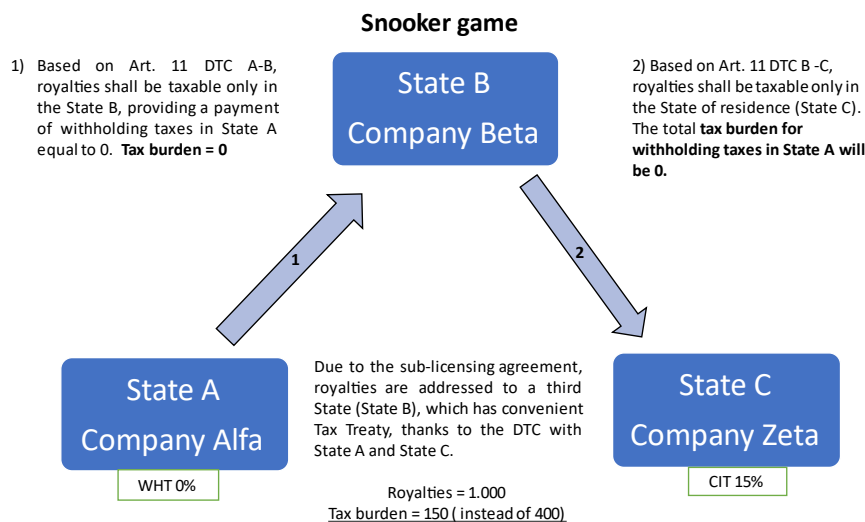 Snooker game
1) Based on Art. 11 DTC A-B,
royalties shall be taxable only in
the State B, providing a payment
of withholding taxes in State A
equal to 0. Tax burden = 0
State B
Company Beta
2) Based on Art. 11 DTC B -C,
royalties shall be taxable only in
the State of residence (State C).
The total tax burden for
withholding taxes in State A will
be 0.
1
2
State A
Company Alfa
WHT 0%
Due to the sub-licensing agreement,
royalties are addressed to a third
State (State B), which has convenient
Tax Treaty, thanks to the DTC with
State A and State C.
Royalties = 1.000
Tax burden = 150 ( instead of 400)
State C
Company Zeta
CIT 15%